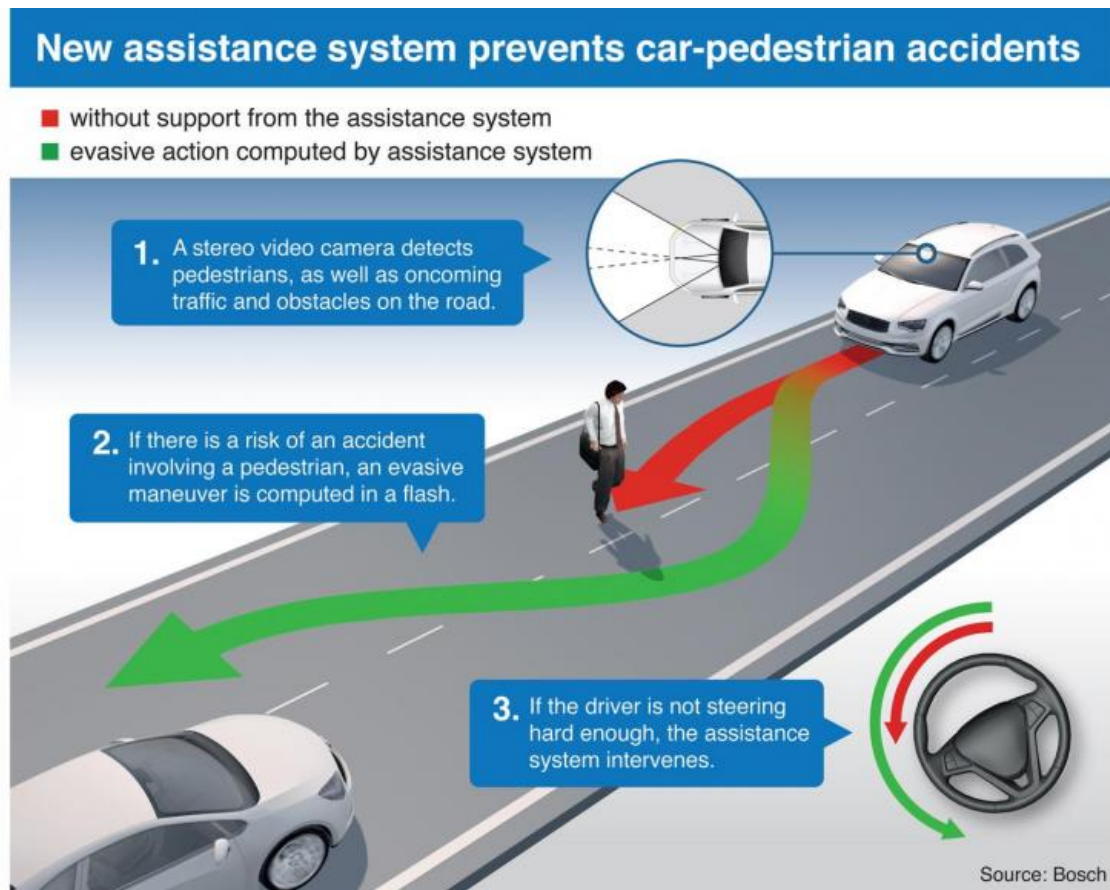 New assistance system prevents car-pedestrian accidents
without support from the assistance system
evasive action computed by assistance system
1. A stereo video camera detects
pedestrians, as well as oncoming
traffic and obstacles on the road.
2. If there is a risk of an accident
involving a pedestrian, an evasive
maneuver is computed in a flash.
3. If the driver is not steering
hard enough, the assistance
system intervenes.
Source: Bosch